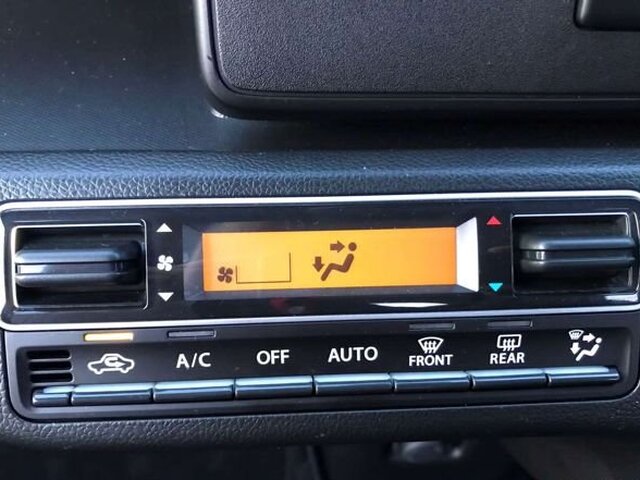 A/C OFF AUTO FRONT REAR